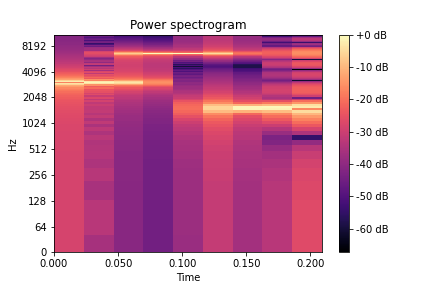 Power spectrogram
8192
4096
2048
1024
512
256
128
64
0
Hz
0.000 0.050 0.100 0.150 0.200
Time
+0 dB
-10 dB
-20 dB
-30 dB
-40 dB
-50 dB
-60 dB